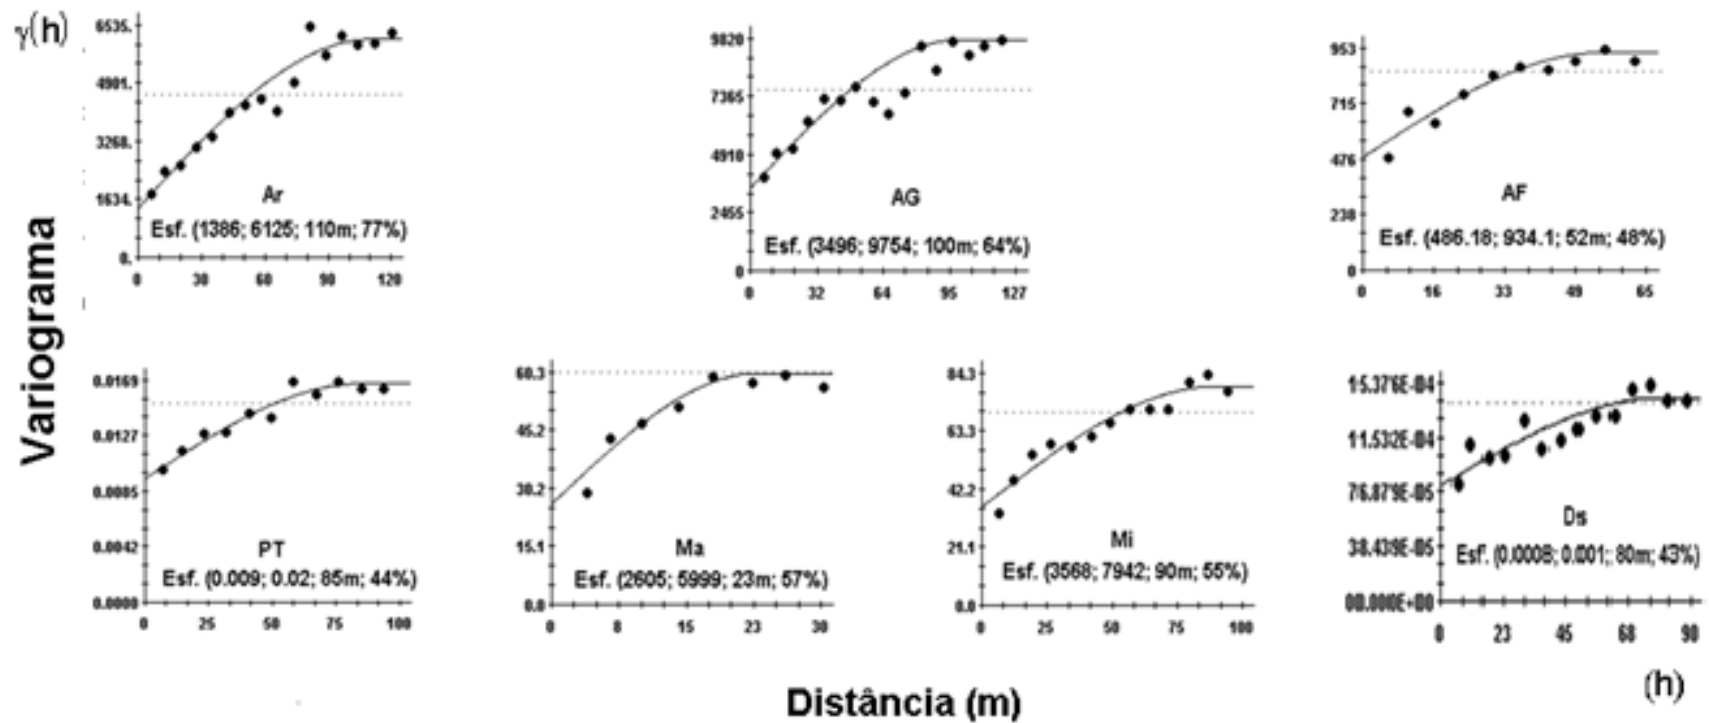 γ(h)
Variograma
6535.
4901.
3268.
1634.
0.
Ar
Esf. (1386; 6125; 110m; 77%)
0 30 60 90 120
9820
7365
4910
2455
0
AG
Esf. (3496; 9754; 100m; 64%)
0 32 64 95 127
953
715
476
238
0
AF
Esf. (486.18; 934.1; 52m; 48%)
0 16 33 49 65
0.0169
0.0127
0.0085
0.0042
0.0000
PT
Esf. (0.009; 0.02; 85m; 44%)
0 25 50 75 100
60.3
45.2
30.2
15.1
0.0
Ma
Esf. (2605; 5999; 23m; 57%)
0 8 15 23 30
84.3
63.3
42.2
21.1
0.0
Mi
Esf. (3568; 7942; 90m; 55%)
0 25 50 75 100
15.376E-04
11.532E-04
76.879E-05
38.439E-05
00.000E+00
Ds
Esf. (0.0008; 0.001; 80m; 43%)
0 23 45 68 90
(h)
Distância (m)